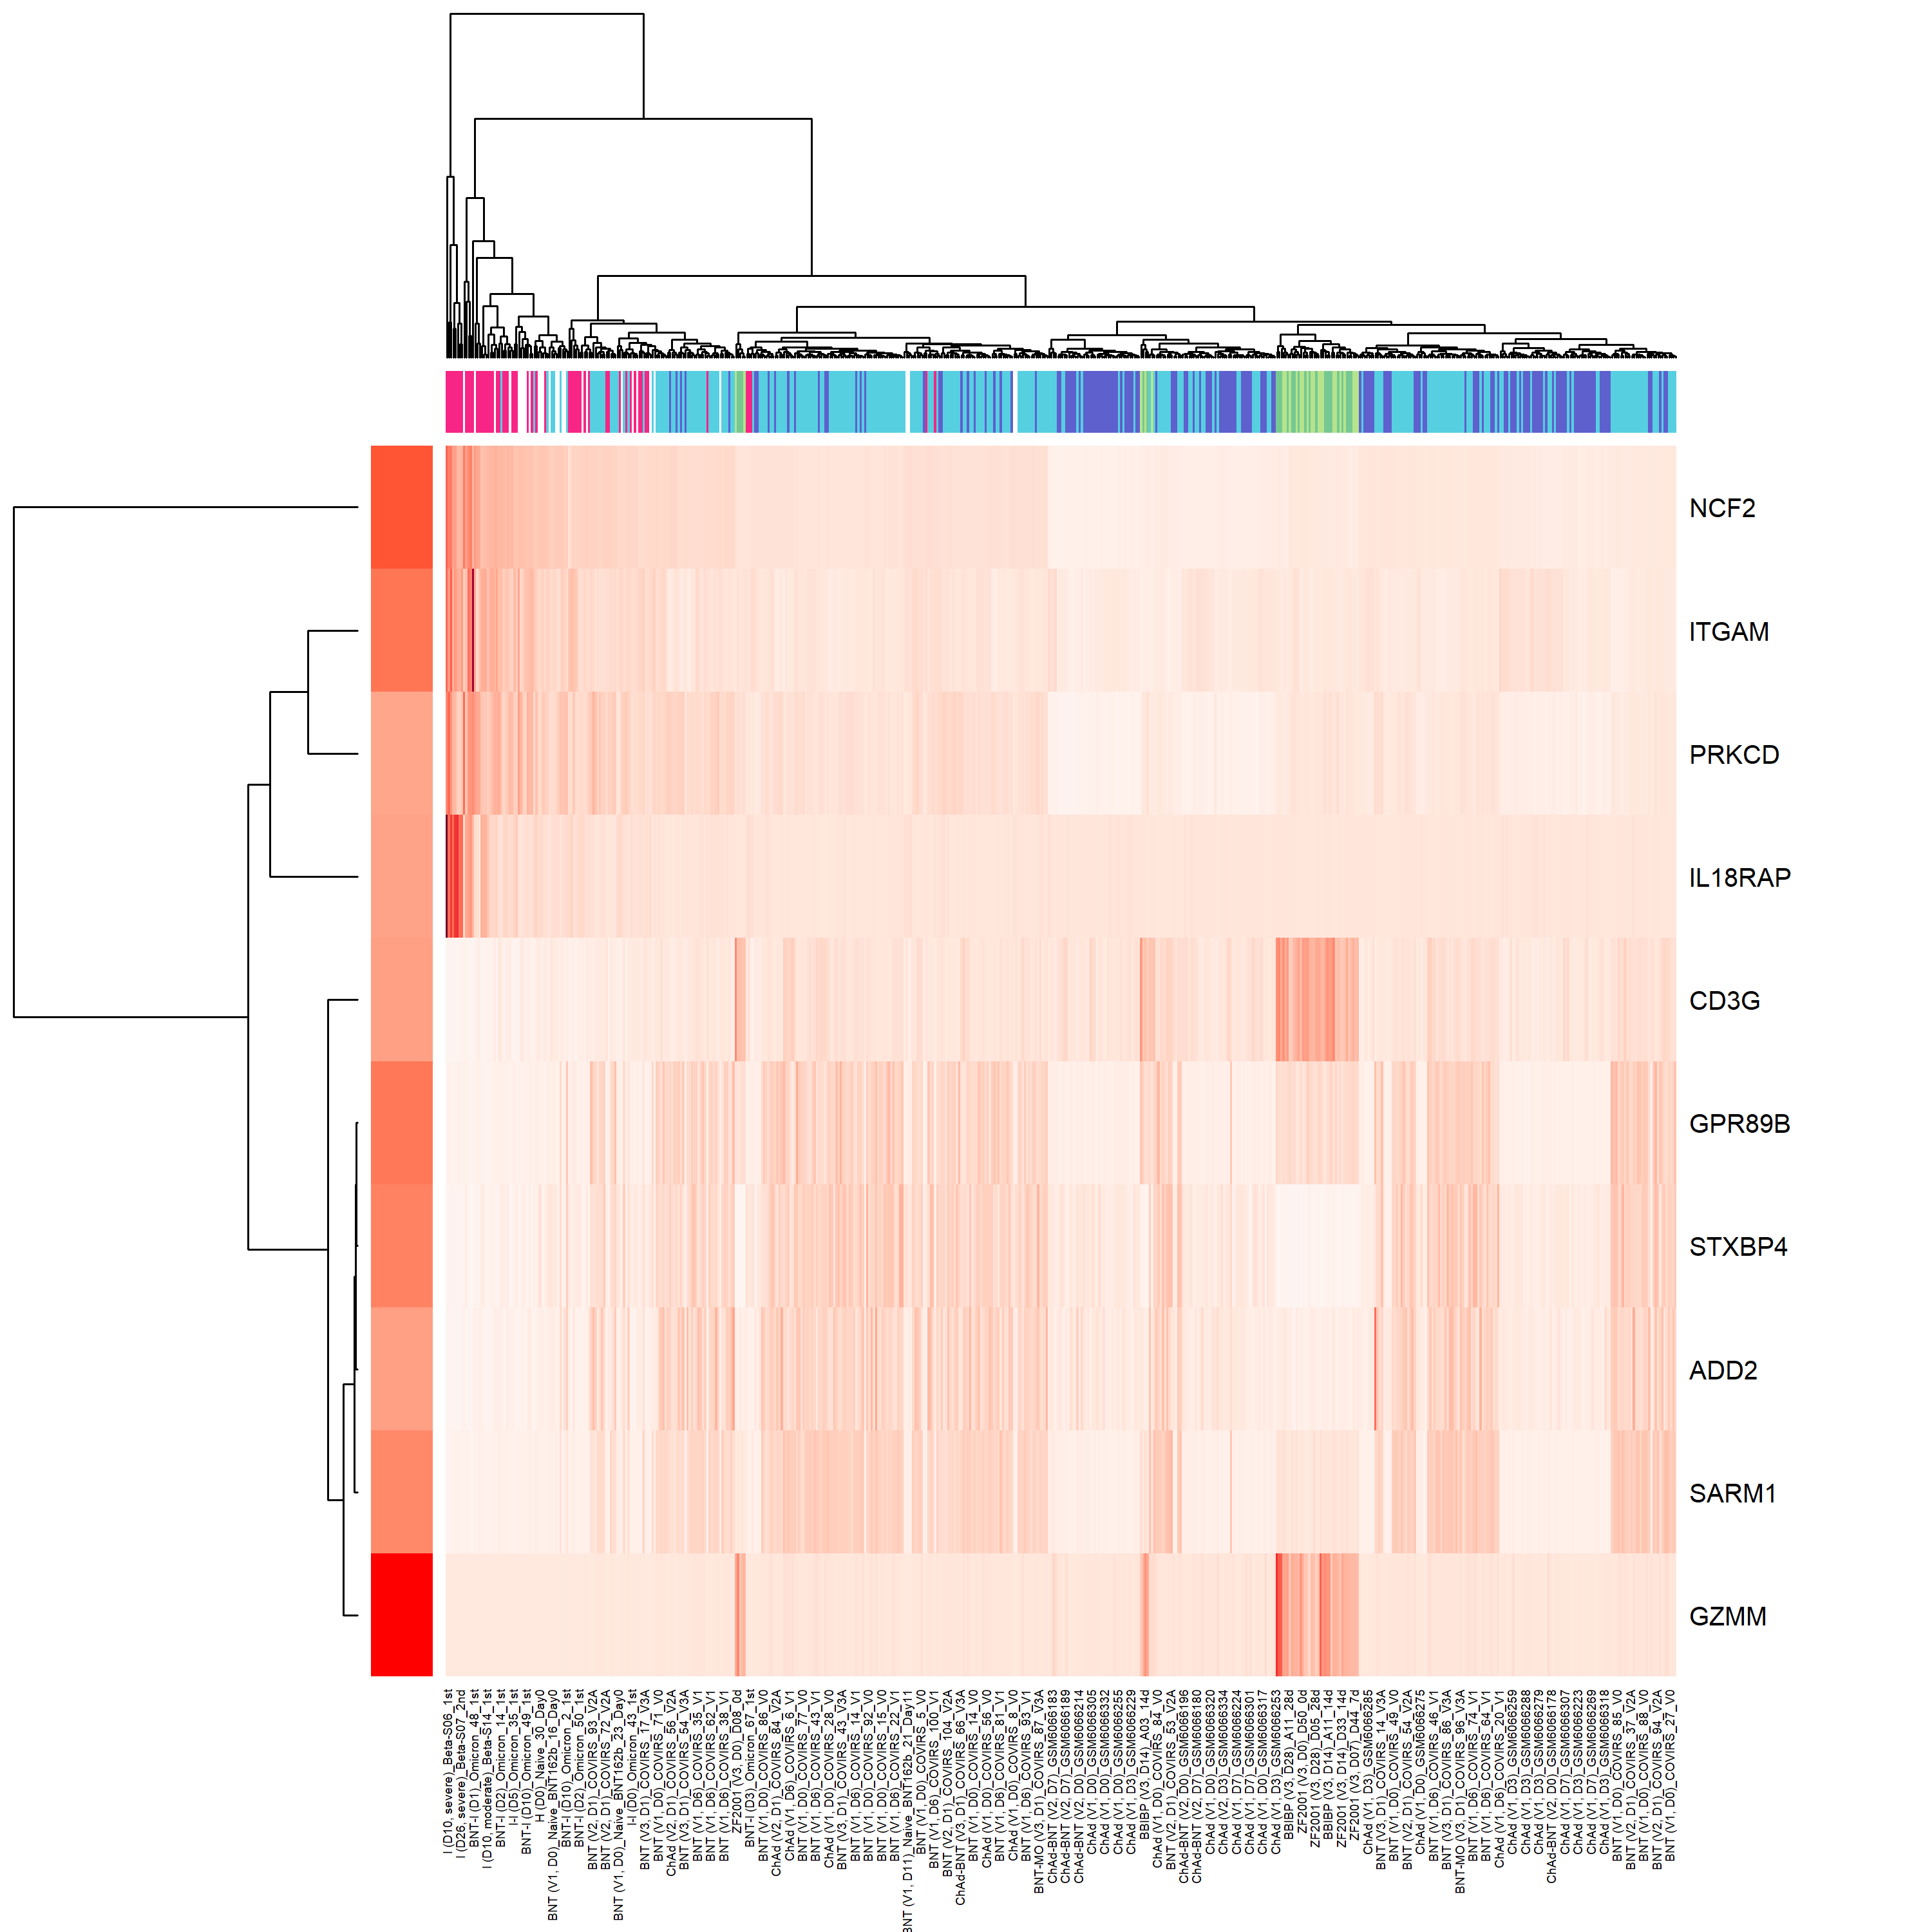 NCF2
ITGAM
PRKCD
IL18RAP
CD3G
GPR89B
STXBP4
ADD2
SARM1
GZMM
I (D10, severe)_Beta-S06_1st
I (D26, severe)_Beta-S07_2nd
BNT-I (D1)_Omicron_48_1st
I (D10, moderate)_Beta-S14_1st
BNT-I (D2)_Omicron_14_1st
I-I (D5)_Omicron_35_1st
BNT-I (D10)_Omicron_49_1st
H (D0)_Naive_30_Day0
BNT (V1, D0)_Naive_BNT162b_16_Day0
BNT-I (D10)_Omicron_2_1st
BNT-I (D2)_Omicron_50_1st
BNT (V2, D1)_COVIRS_93_V2A
BNT (V2, D1)_COVIRS_72_V2A
BNT (V1, D0)_Naive_BNT162b_23_Day0
I-I (D0)_Omicron_43_1st
BNT (V3, D1)_COVIRS_17_V3A
BNT (V1, D0)_COVIRS_71_V0
ChAd (V2, D1)_COVIRS_56_V2A
BNT (V3, D1)_COVIRS_54_V3A
BNT (V1, D6)_COVIRS_35_V1
BNT (V1, D6)_COVIRS_62_V1
BNT (V1, D6)_COVIRS_38_V1
ZF2001 (V3, D0)_D08_0d
BNT-I (D3)_Omicron_67_1st
BNT (V1, D0)_COVIRS_86_V0
ChAd (V2, D1)_COVIRS_84_V2A
ChAd (V1, D6)_COVIRS_6_V1
BNT (V1, D0)_COVIRS_77_V0
BNT (V1, D6)_COVIRS_43_V1
ChAd (V1, D0)_COVIRS_28_V0
BNT (V3, D1)_COVIRS_43_V3A
BNT (V1, D6)_COVIRS_14_V1
BNT (V1, D0)_COVIRS_92_V0
BNT (V1, D0)_COVIRS_15_V0
BNT (V1, D6)_COVIRS_22_V1
BNT (V1, D11)_Naive_BNT162b_21_Day11
BNT (V1, D0)_COVIRS_5_V0
BNT (V1, D6)_COVIRS_100_V1
BNT (V2, D1)_COVIRS_104_V2A
ChAd-BNT (V3, D1)_COVIRS_66_V3A
BNT (V1, D0)_COVIRS_14_V0
ChAd (V1, D0)_COVIRS_56_V0
BNT (V1, D6)_COVIRS_81_V1
ChAd (V1, D0)_COVIRS_8_V0
BNT (V1, D6)_COVIRS_93_V1
BNT-MO (V3, D1)_COVIRS_87_V3A
ChAd-BNT (V2, D7)_GSM6066183
ChAd-BNT (V2, D7)_GSM6066189
ChAd-BNT (V2, D3)_GSM6066214
ChAd (V1, D0)_GSM6066305
ChAd (V1, D0)_GSM6066332
ChAd (V1, D0)_GSM6066255
ChAd (V1, D3)_GSM6066229
BBIBP (V3, D14)_A03_14d
ChAd (V1, D0)_COVIRS_84_V0
BNT (V2, D1)_COVIRS_53_V2A
ChAd-BNT (V2, D0)_GSM6066196
ChAd-BNT (V2, D7)_GSM6066180
ChAd (V1, D7)_GSM6066320
ChAd (V2, D3)_GSM6066334
ChAd (V1, D7)_GSM6066224
ChAd (V1, D7)_GSM6066301
ChAd (V1, D0)_GSM6066317
ChAd (V1, D3)_GSM6066253
BBIBP (V3, D28)_A11_28d
ZF2001 (V3, D0)_D50_0d
ZF2001 (V3, D28)_D05_28d
BBIBP (V3, D14)_A11_14d
ZF2001 (V3, D14)_D33_14d
ZF2001 (V3, D07)_D44_7d
ChAd (V1, D3)_GSM6066285
BNT (V3, D1)_COVIRS_14_V3A
BNT (V1, D0)_COVIRS_49_V0
BNT (V2, D1)_COVIRS_54_V2A
ChAd (V1, D0)_GSM6066275
BNT (V1, D6)_COVIRS_46_V1
BNT (V3, D1)_COVIRS_86_V3A
BNT-MO (V3, D1)_COVIRS_96_V3A
BNT (V1, D6)_COVIRS_74_V1
BNT (V1, D6)_COVIRS_64_V1
ChAd (V1, D6)_COVIRS_20_V1
ChAd (V1, D3)_GSM6066259
ChAd (V1, D3)_GSM6066288
ChAd (V1, D3)_GSM6066279
ChAd-BNT (V2, D0)_GSM6066178
ChAd (V1, D7)_GSM6066307
ChAd (V1, D3)_GSM6066223
ChAd (V1, D7)_GSM6066269
ChAd (V1, D3)_GSM6066318
BNT (V1, D0)_COVIRS_85_V0
BNT (V2, D1)_COVIRS_37_V2A
BNT (V1, D0)_COVIRS_88_V0
BNT (V2, D1)_COVIRS_94_V2A
BNT (V1, D0)_COVIRS_27_V0